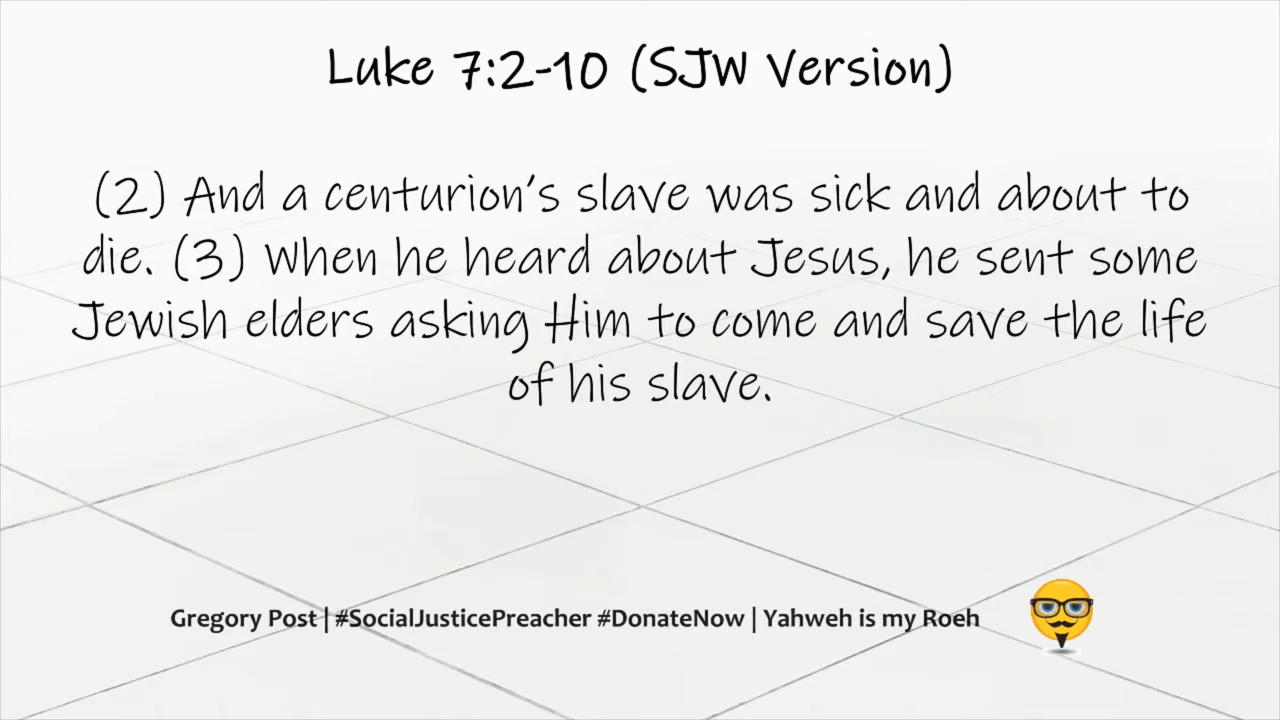 Luke 7:2-10 (SJW Version)
(2) And a centurion's slave was sick and about to
die. (3) When he heard about Jesus, he sent some
Jewish elders asking Him to come and save the life
of his slave.
Gregory Post | #SocialJusticePreacher #DonateNow | Yahweh is my Roeh